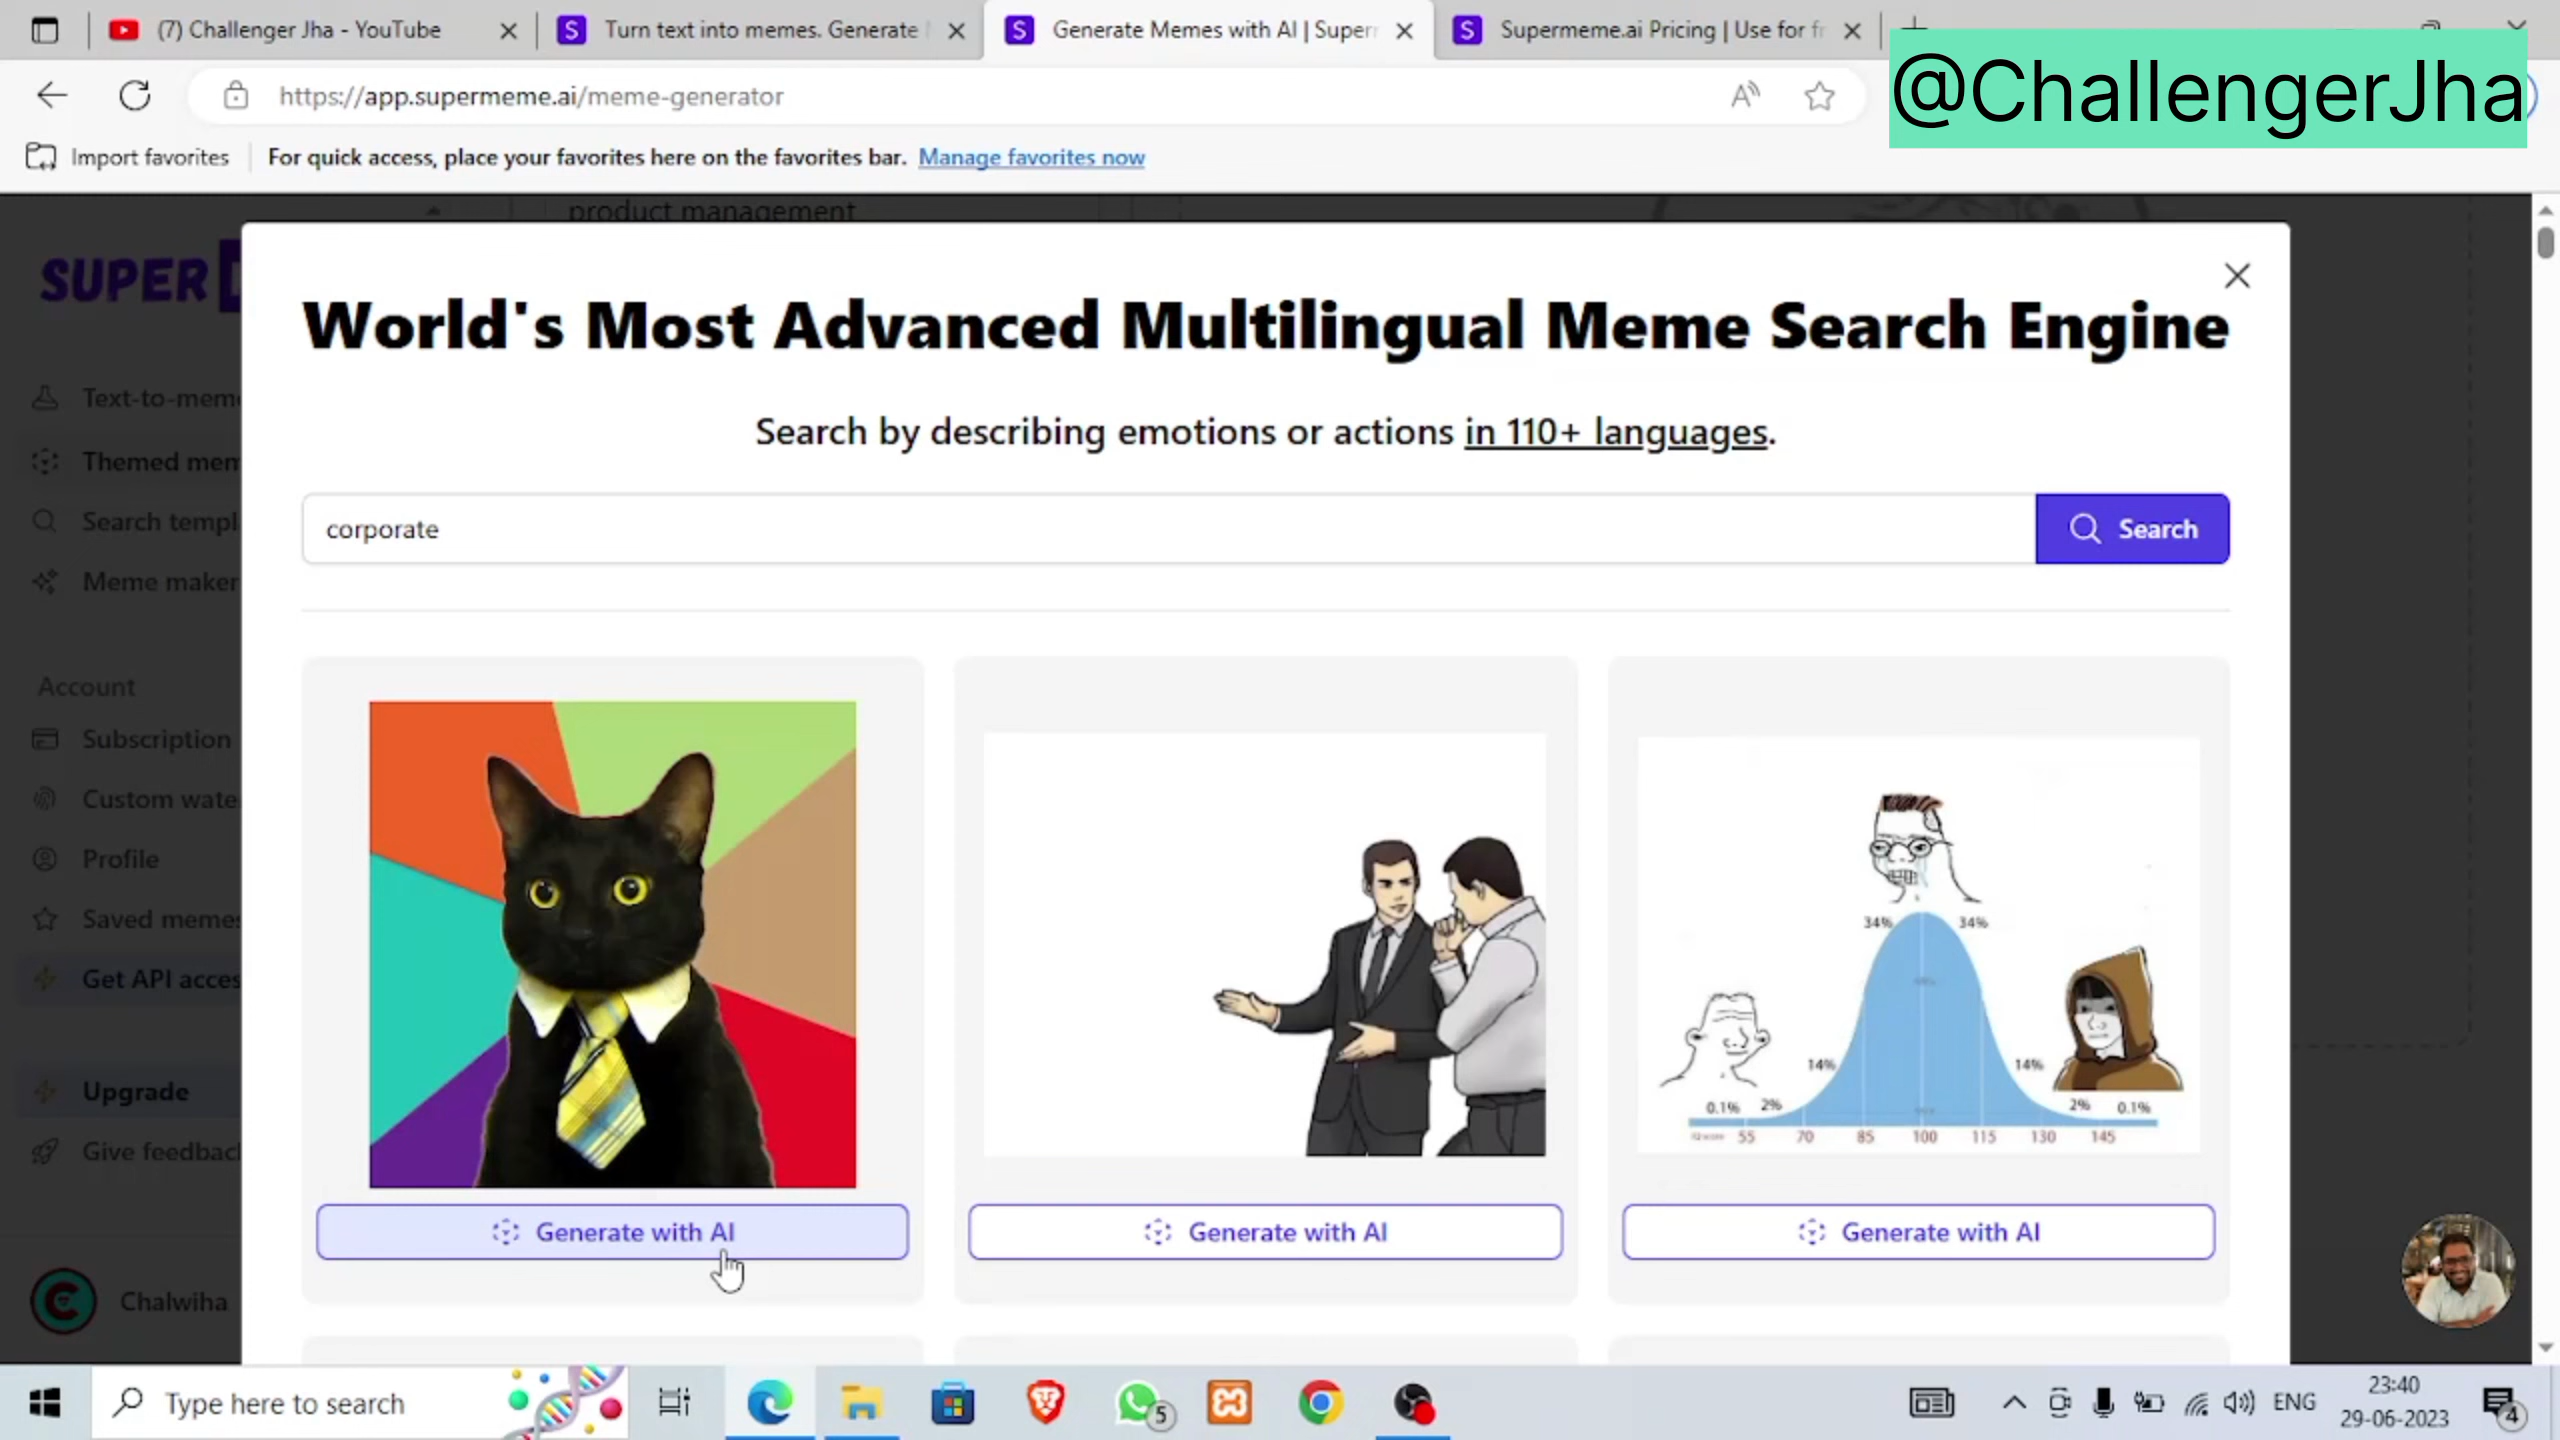 (7) Challenger Jha - YouTube
Turn text into memes. Generate
Generate Memes with AI | Super
Supermeme.ai Pricing | Use for fr
@ChallengerJha
https://app.supermeme.ai/meme-generator
Import favorites
For quick access, place your favorites here on the favorites bar. Manage favorites now
product management
SUPER
World's Most Advanced Multilingual Meme Search Engine
Search by describing emotions or actions in 110+ languages.
corporate
Search
Text-to-mem
Themed mem
Search templ
Meme maker
Account
Subscription
Custom wate
Profile
Saved memes
Get API acces
Upgrade
Give feedbac
Chalwiha
34% 34%
14% 14%
0.1% 2% 2% 0.1%
55 70 85 100 115 130 145
Generate with AI
Generate with AI
Generate with AI
Type here to search
5
ENG
23:40
29-06-2023
4